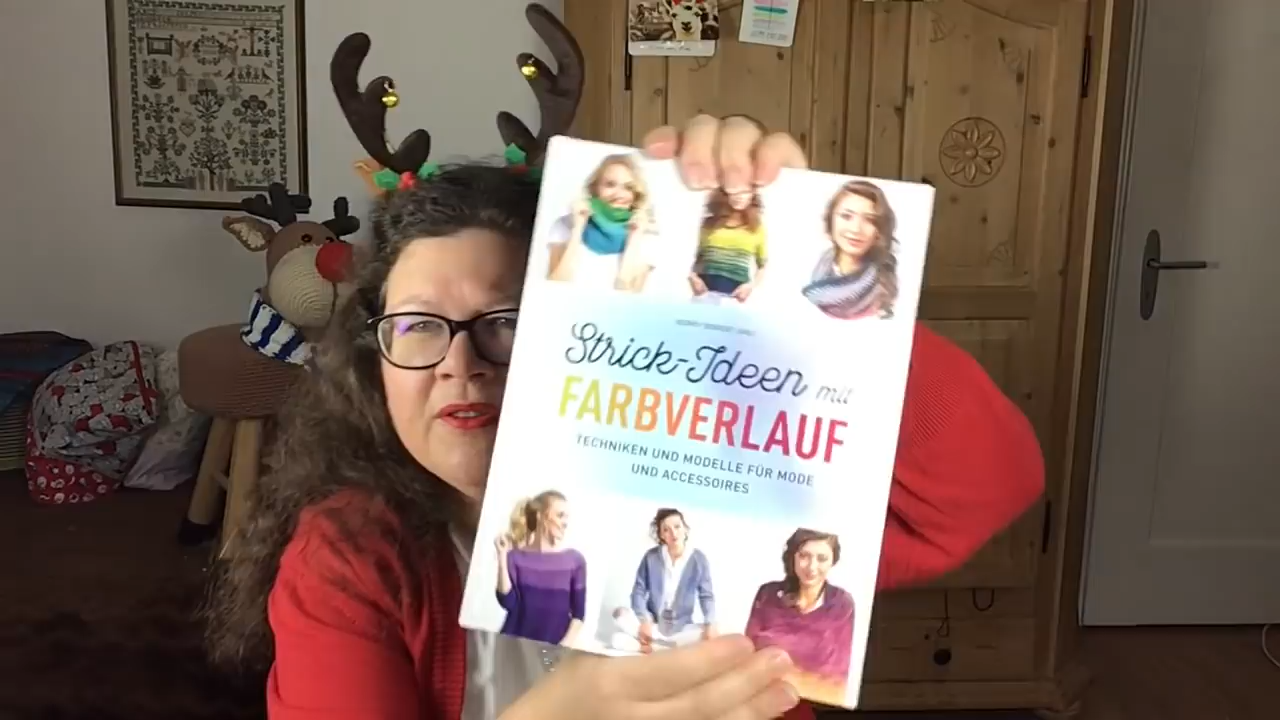 Strick-Ideen mit
FARBVERLAUF
TECHNIKEN UND MODELLE FÜR MODE
UND ACCESSOIRES